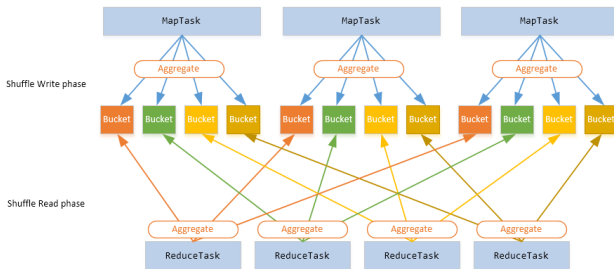 MapTask MapTask MapTask
Aggregate Aggregate Aggregate
Shuffle Write phase
Bucket Bucket Bucket Bucket Bucket Bucket Bucket Bucket Bucket Bucket Bucket Bucket
Shuffle Read phase
Aggregate Aggregate Aggregate Aggregate
ReduceTask ReduceTask ReduceTask ReduceTask